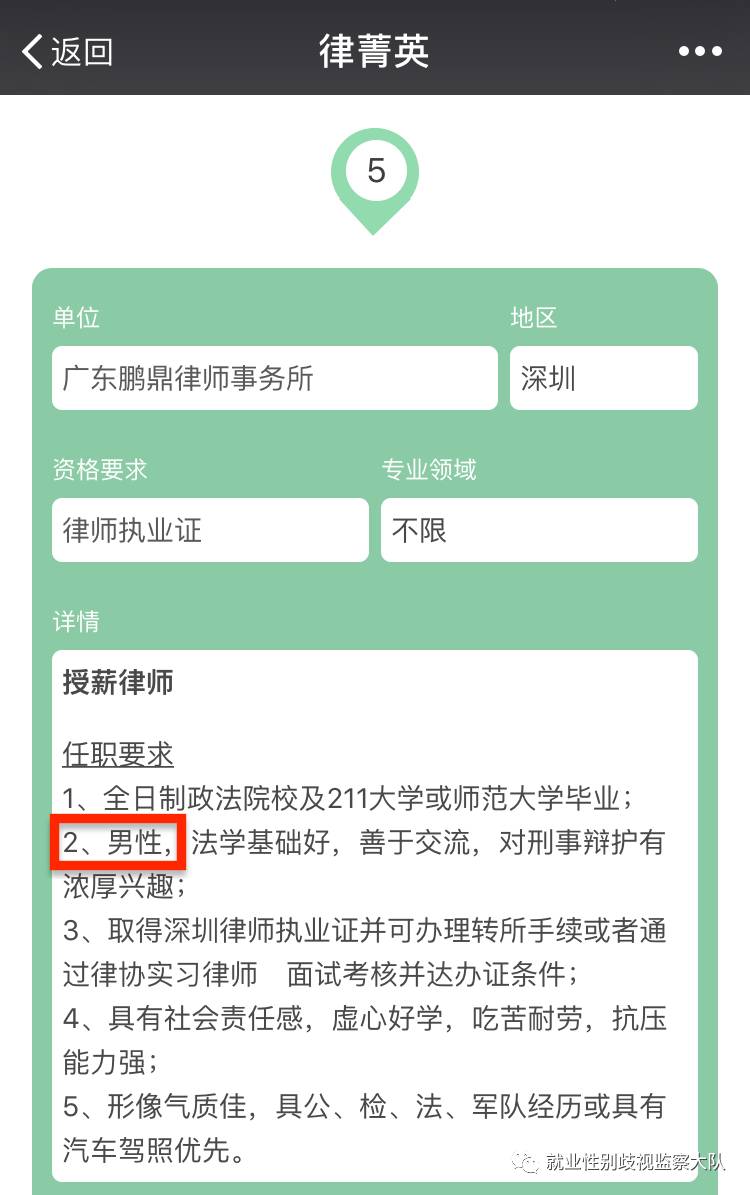 返回
律菁英
5
单位
地区
广东鹏鼎律师事务所
深圳
资格要求
专业领域
律师执业证
不限
详情
授薪律师
任职要求
1、全日制政法院校及211大学或师范大学毕业；
2、男性，法学基础好，善于交流，对刑事辩护有
浓厚兴趣；
3、取得深圳律师执业证并可办理转所手续或者通
过律协实习律师　面试考核并达办证条件；
4、具有社会责任感，虚心好学，吃苦耐劳，抗压
能力强；
5、形像气质佳，具公、检、法、军队经历或具有
汽车驾照优先。
就业性别歧视监察大队